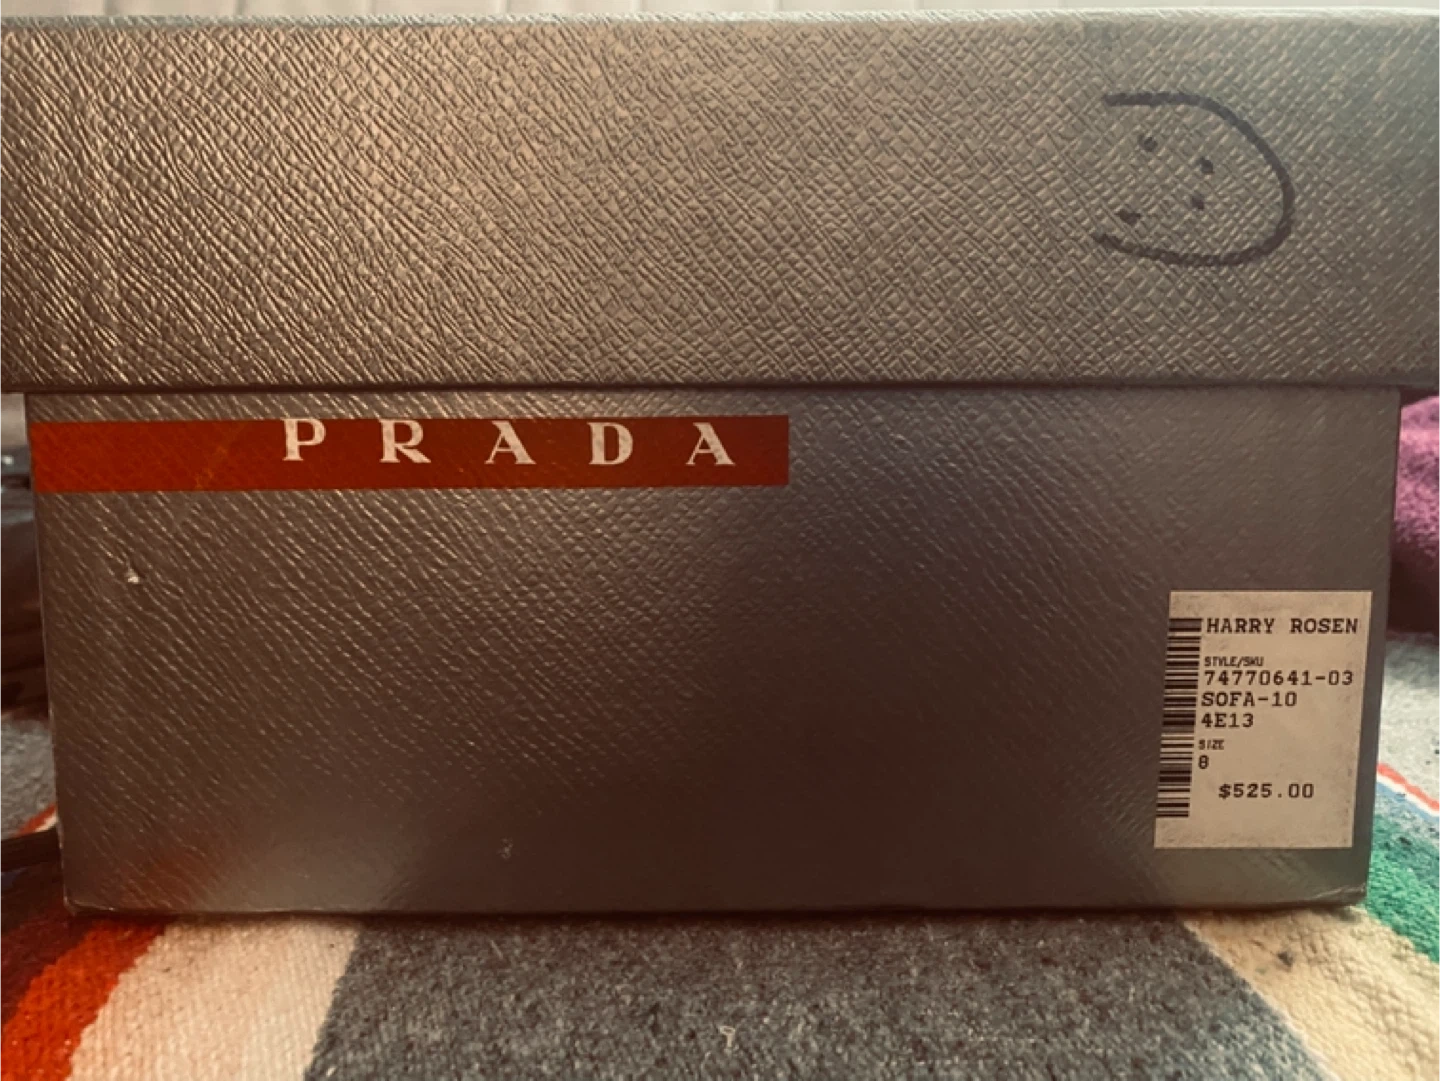 PRADA
HARRY ROSEN
STYLE/SKU
74770641-03
SOFA-10
4E13
SIZE
8
$525.00